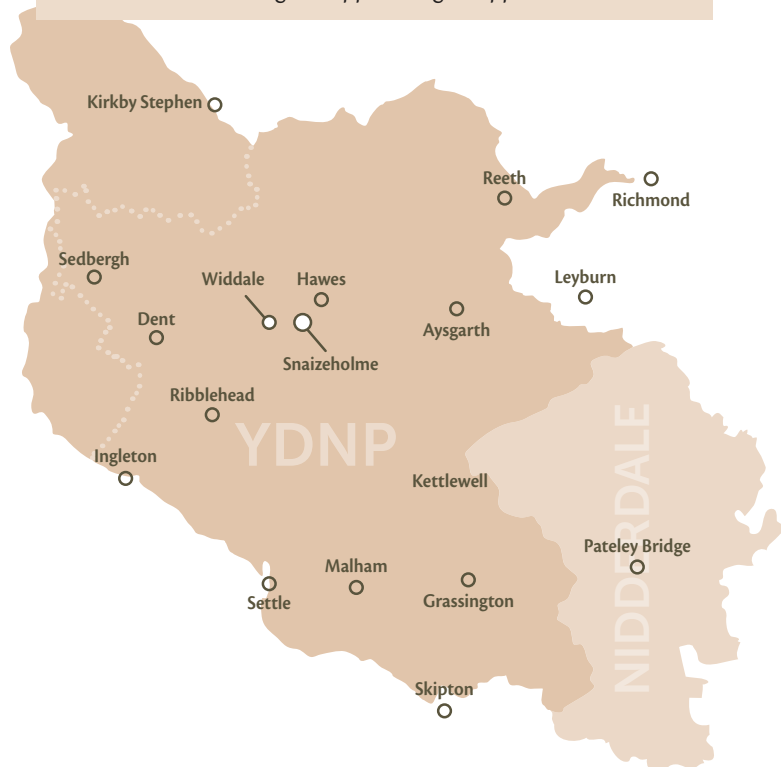 Kirkby Stephen
Reeth
Richmond
Sedbergh
Widdale
Hawes
Leyburn
Dent
Aysgarth
Snaizeholme
Ribblehead
YDNP
Ingleton
Kettlewell
NIDDERDALE
Pateley Bridge
Malham
Settle
Grassington
Skipton